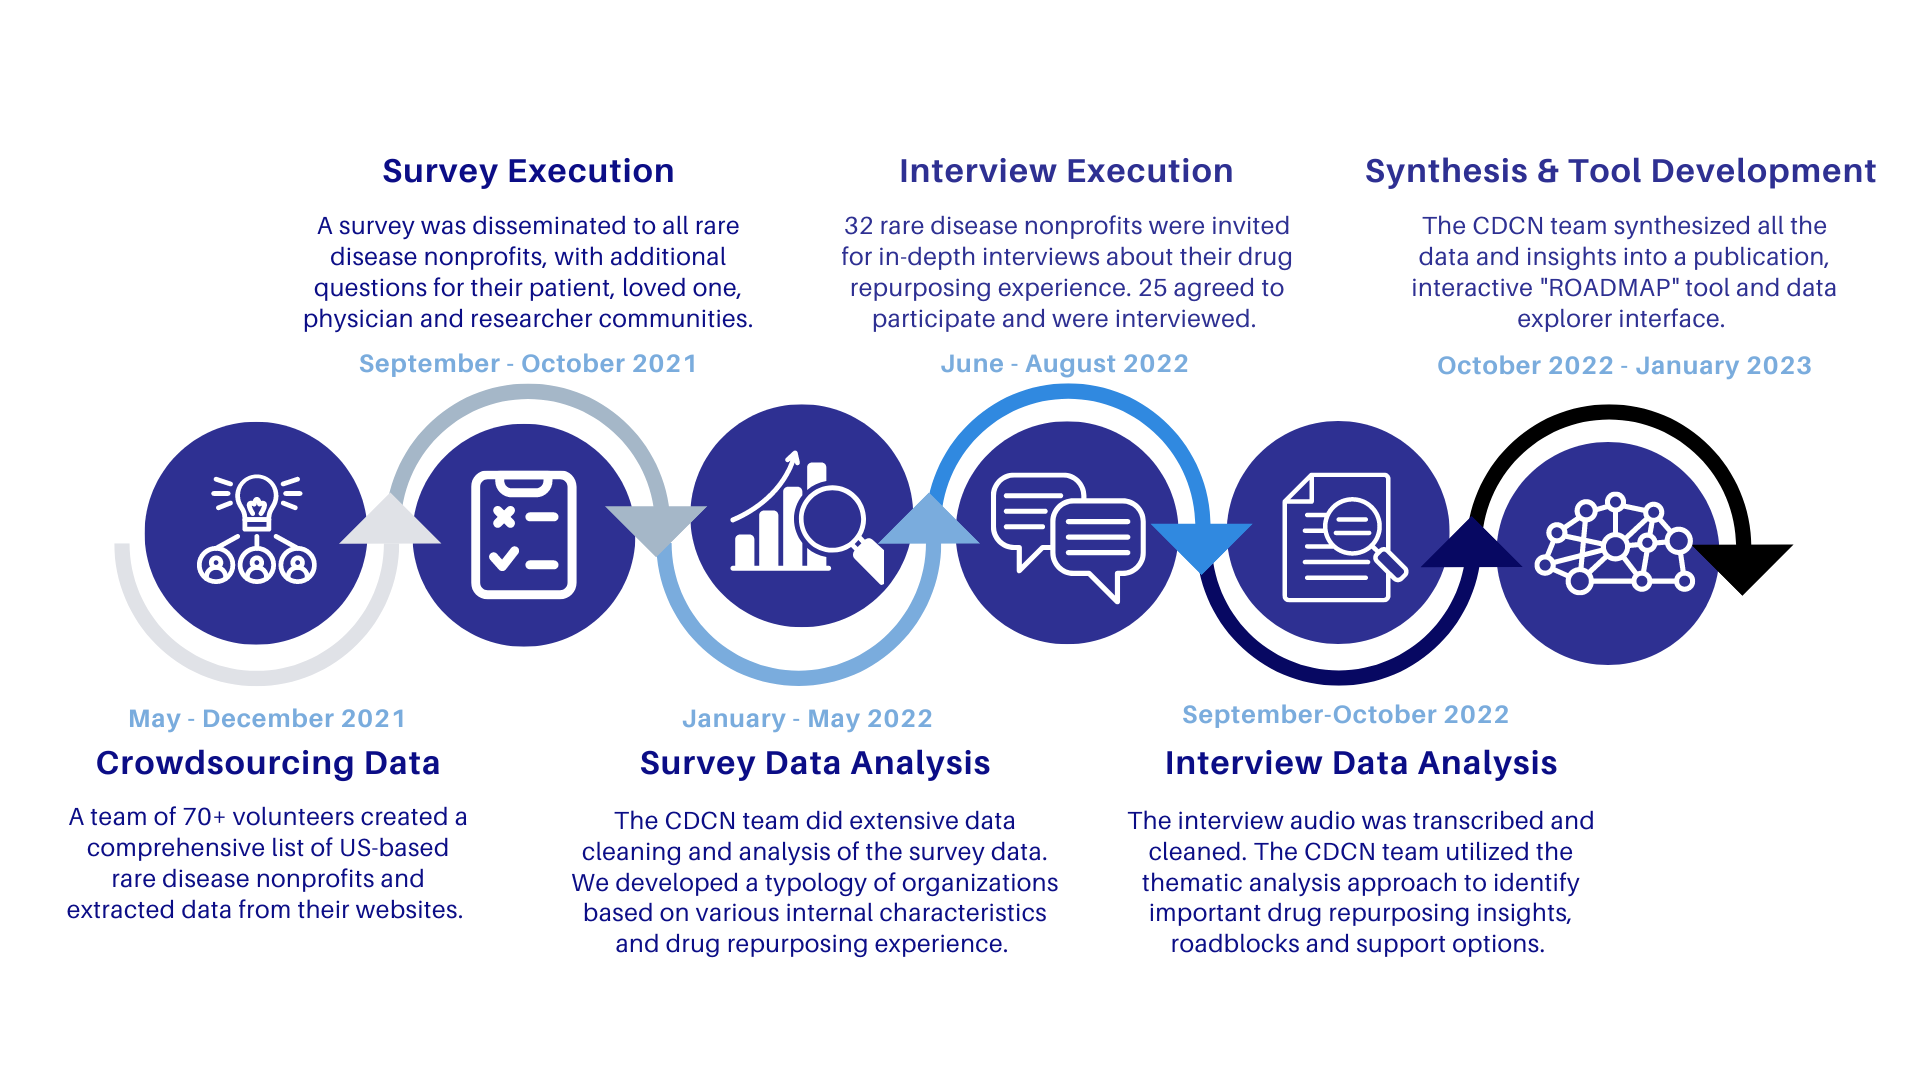 Survey Execution
A survey was disseminated to all rare
disease nonprofits, with additional
questions for their patient, loved one,
physician and researcher communities.
September - October 2021
Interview Execution
32 rare disease nonprofits were invited
for in-depth interviews about their drug
repurposing experience. 25 agreed to
participate and were interviewed.
June - August 2022
Synthesis & Tool Development
The CDCN team synthesized all the
data and insights into a publication,
interactive "ROADMAP" tool and data
explorer interface.
October 2022 - January 2023
May - December 2021
Crowdsourcing Data
A team of 70+ volunteers created a
comprehensive list of US-based
rare disease nonprofits and
extracted data from their websites.
January - May 2022
Survey Data Analysis
The CDCN team did extensive data
cleaning and analysis of the survey data.
We developed a typology of organizations
based on various internal characteristics
and drug repurposing experience.
September-October 2022
Interview Data Analysis
The interview audio was transcribed and
cleaned. The CDCN team utilized the
thematic analysis approach to identify
important drug repurposing insights,
roadblocks and support options.